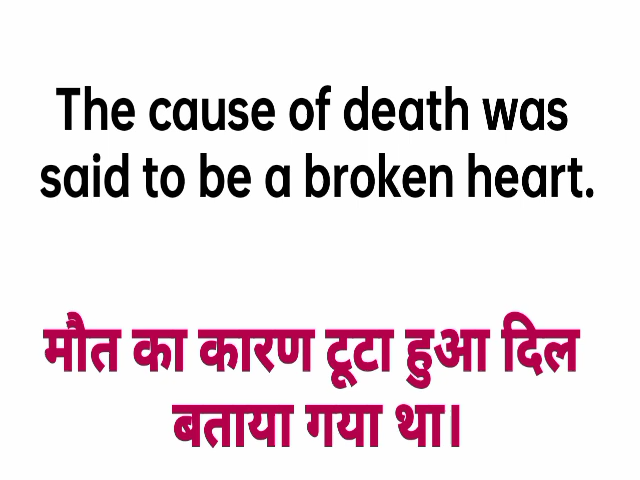 The cause of death was
said to be a broken heart.
मौत का कारण टूटा हुआ दिल
बताया गया था।